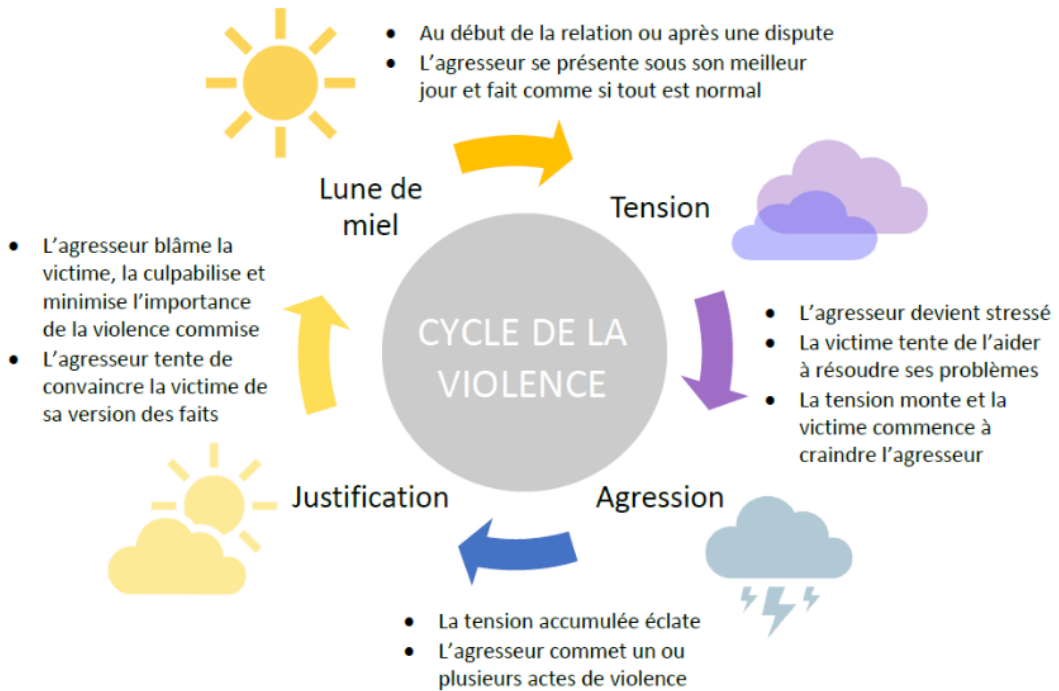 • Au début de la relation ou après une dispute
• L'agresseur se présente sous son meilleur
jour et fait comme si tout est normal
Lune de
miel
Tension
• L'agresseur blâme la
victime, la culpabilise et
minimise l'importance
de la violence commise
• L'agresseur tente de
convaincre la victime de
sa version des faits
CYCLE DE LA
VIOLENCE
• L'agresseur devient stressé
• La victime tente de l'aider
à résoudre ses problèmes
• La tension monte et la
victime commence à
craindre l'agresseur
Justification
Agression
• La tension accumulée éclate
• L'agresseur commet un ou
plusieurs actes de violence